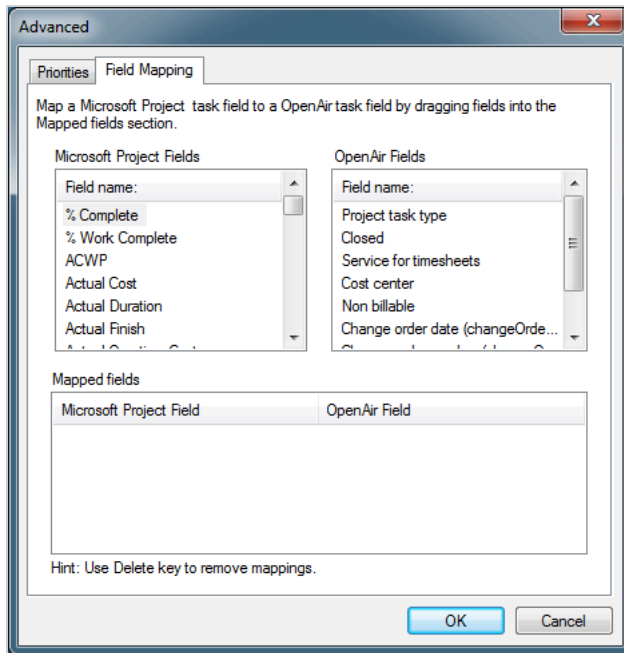 Advanced
Priorities
Field Mapping
Map a Microsoft Project task field to a OpenAir task field by dragging fields into the
Mapped fields section.
Microsoft Project Fields
Field name:
% Complete
% Work Complete
ACWP
Actual Cost
Actual Duration
Actual Finish
OpenAir Fields
Field name:
Project task type
Closed
Service for timesheets
Cost center
Non billable
Change order date (changeOrde...
Mapped fields
Microsoft Project Field
OpenAir Field
Hint: Use Delete key to remove mappings.
OK
Cancel